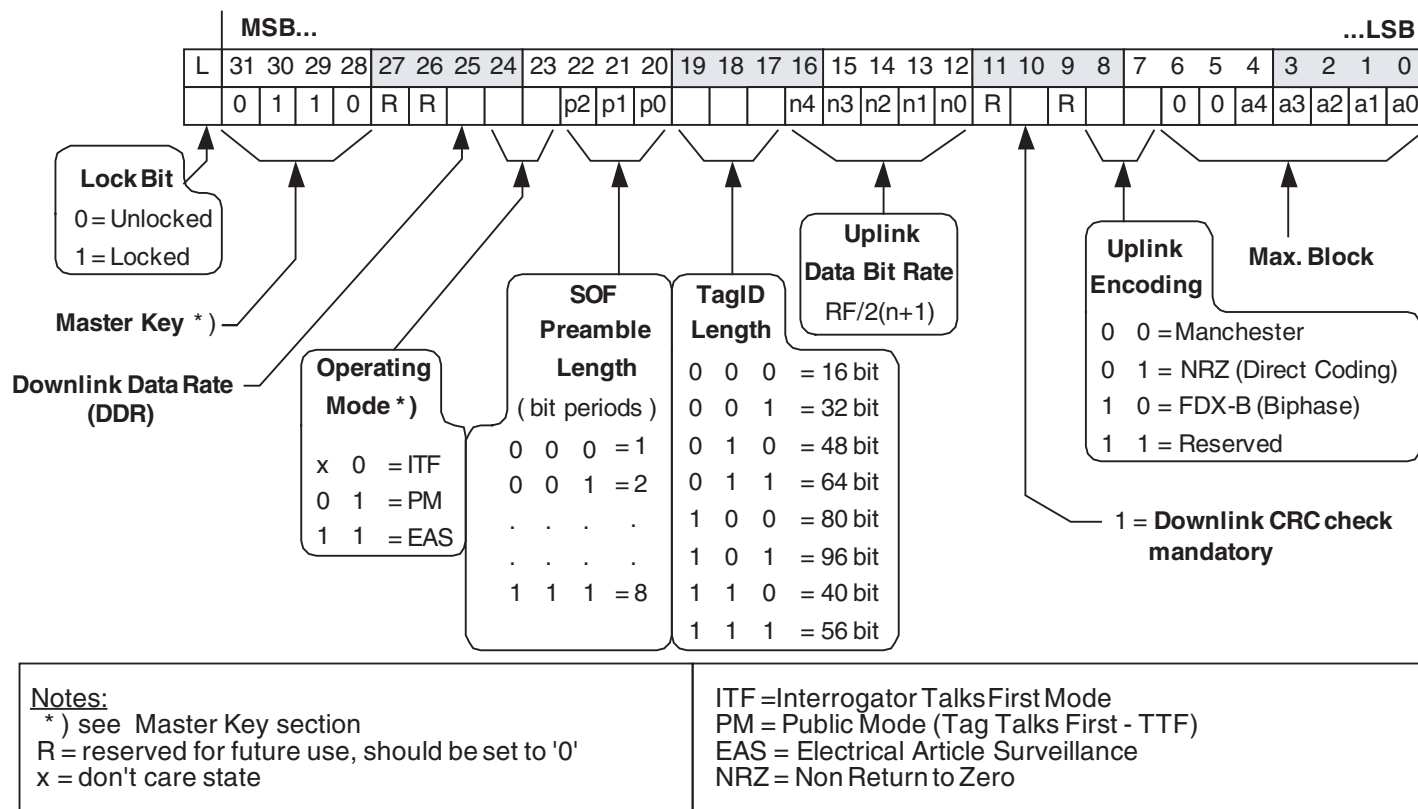 MSB... ...LSB
L 31 30 29 28 27 26 25 24 23 22 21 20 19 18 17 16 15 14 13 12 11 10 9 8 7 6 5 4 3 2 1 0
0 1 1 0 R R p2 p1 p0 n4 n3 n2 n1 n0 R R 0 0 a4 a3 a2 a1 a0
Lock Bit
0 = Unlocked
1 = Locked
Master Key *)
Downlink Data Rate
(DDR)
Operating
Mode *)
x 0 = ITF
0 1 = PM
1 1 = EAS
SOF
Preamble
Length
( bit periods )
0 0 0 = 1
0 0 1 = 2
. . . .
. . . .
1 1 1 = 8
TagID
Length
0 0 0 = 16 bit
0 0 1 = 32 bit
0 1 0 = 48 bit
0 1 1 = 64 bit
1 0 0 = 80 bit
1 0 1 = 96 bit
1 1 0 = 40 bit
1 1 1 = 56 bit
Uplink
Data Bit Rate
RF/2(n+1)
Uplink
Encoding
0 0 = Manchester
0 1 = NRZ (Direct Coding)
1 0 = FDX-B (Biphase)
1 1 = Reserved
Max. Block
1 = Downlink CRC check
mandatory
Notes:
* ) see Master Key section
R = reserved for future use, should be set to '0'
x = don't care state
ITF = Interrogator Talks First Mode
PM = Public Mode (Tag Talks First - TTF)
EAS = Electrical Article Surveillance
NRZ = Non Return to Zero